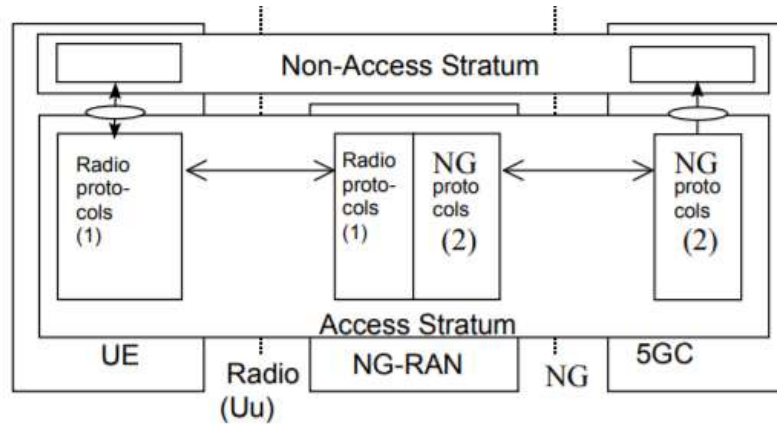 Non-Access Stratum
Radio
proto-
cols
(1)
Radio
proto-
cols
(1)
NG
proto
cols
(2)
NG
proto
cols
(2)
Access Stratum
UE
Radio
(Uu)
NG-RAN
NG
5GC